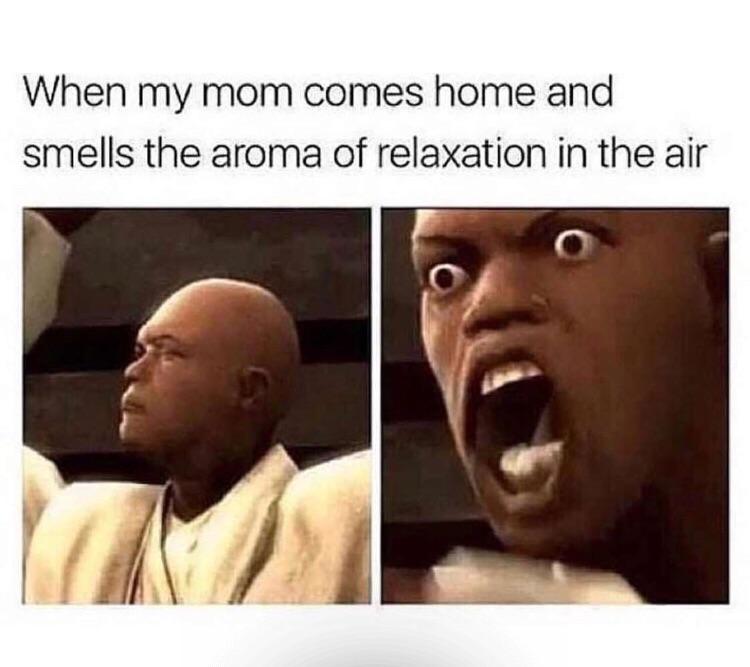 When my mom comes home and
smells the aroma of relaxation in the air